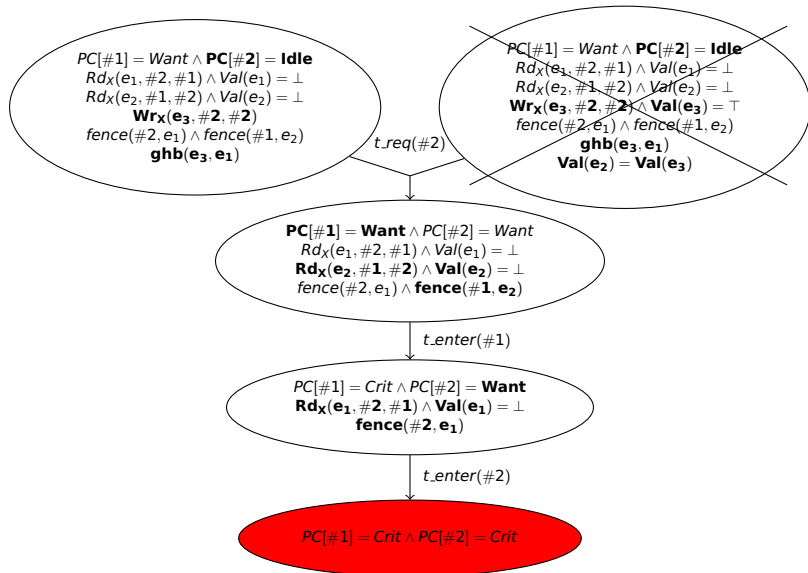 PC[#1] = Want ∧ PC[#2] = Idle
Rd_X(e_1, #2, #1) ∧ Val(e_1) = ⊥
Rd_X(e_2, #1, #2) ∧ Val(e_2) = ⊥
Wr_X(e_3, #2, #2)
fence(#2, e_1) ∧ fence(#1, e_2)
ghb(e_3, e_1)
PC[#1] = Want ∧ PC[#2] = Idle
Rd_X(e_1, #2, #1) ∧ Val(e_1) = ⊥
Rd_X(e_2, #1, #2) ∧ Val(e_2) = ⊥
Wr_X(e_3, #2, #2) ∧ Val(e_3) = ⊤
fence(#2, e_1) ∧ fence(#1, e_2)
ghb(e_3, e_1)
Val(e_2) = Val(e_3)
t_req(#2)
PC[#1] = Want ∧ PC[#2] = Want
Rd_X(e_1, #2, #1) ∧ Val(e_1) = ⊥
Rd_X(e_2, #1, #2) ∧ Val(e_2) = ⊥
fence(#2, e_1) ∧ fence(#1, e_2)
t_enter(#1)
PC[#1] = Crit ∧ PC[#2] = Want
Rd_X(e_1, #2, #1) ∧ Val(e_1) = ⊥
fence(#2, e_1)
t_enter(#2)
PC[#1] = Crit ∧ PC[#2] = Crit